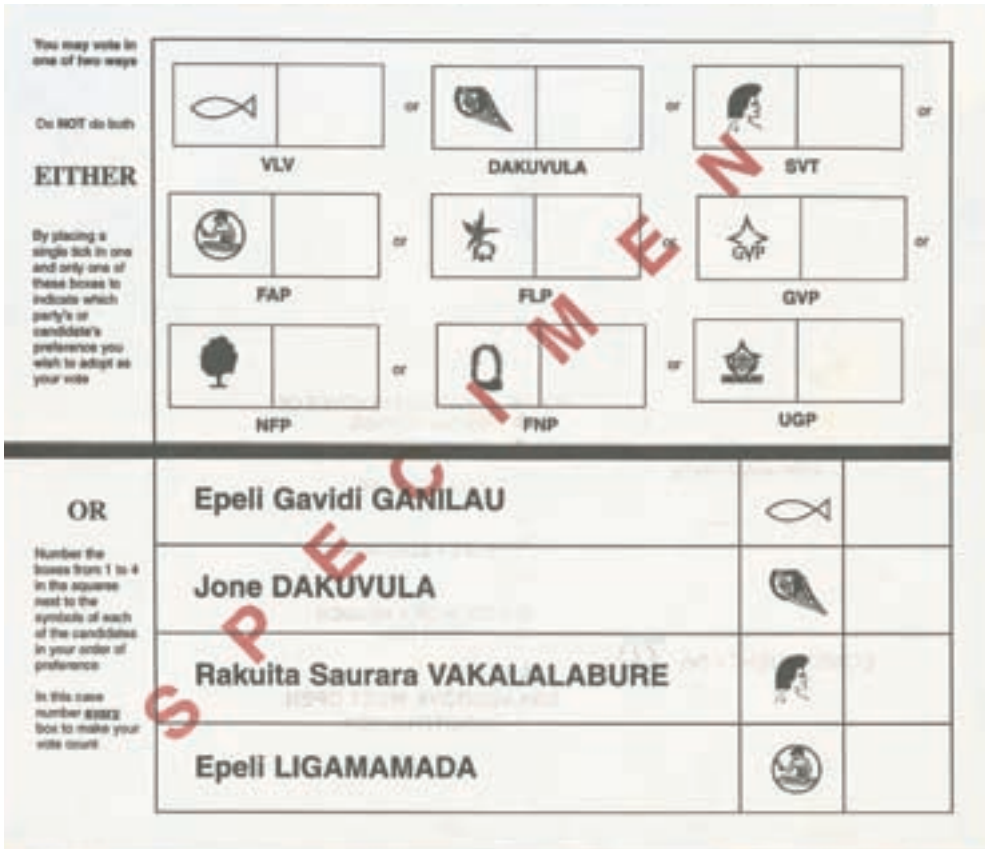 You may vote in
one of two ways
Do NOT do both
EITHER
By placing a
single tick in one
and only one of
these boxes to
indicate which
party's or
candidate's
preference you
wish to adopt as
your vote
or or or
VLV DAKUVULA SVT
or or or
GVP
FAP FLP GVP
or or
NFP FNP UGP
SPECIMEN
OR
Number the
boxes from 1 to 4
in the squares
next to the
symbols of each
of the candidates
in your order of
preference
In this case
number every
box to make your
vote count
Epeli Gavidi GANILAU
Jone DAKUVULA
Rakuita Saurara VAKALALABURE
Epeli LIGAMAMADA